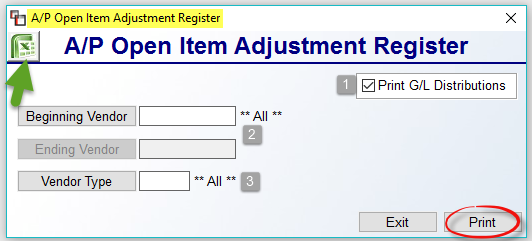 A/P Open Item Adjustment Register
A/P Open Item Adjustment Register
1 Print G/L Distributions
Beginning Vendor ** All **
2
Ending Vendor
Vendor Type ** All ** 3
Exit Print